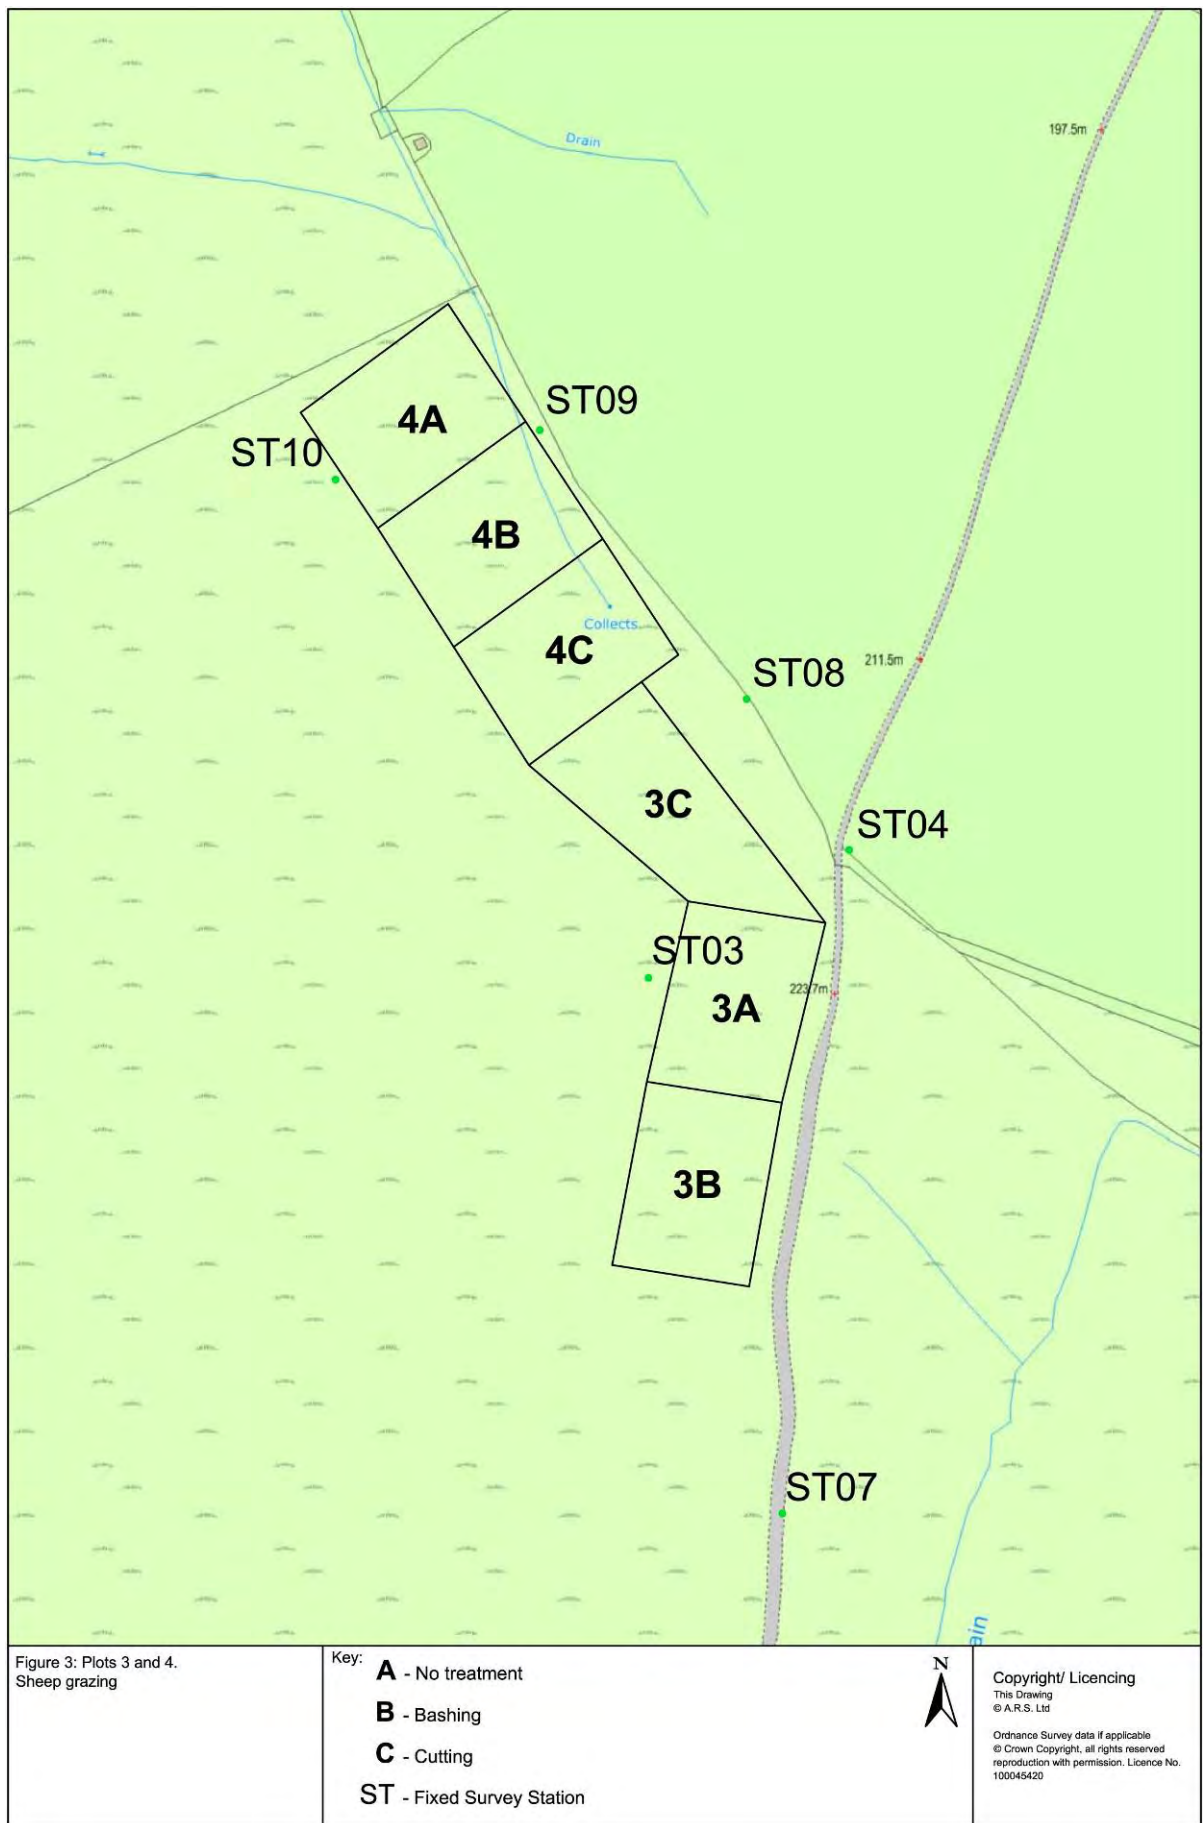 197.5m
Drain
ST09
4A
ST10
4B
Collects
4C
211.5m
ST08
3C
ST04
ST03
223.7m
3A
3B
ST07
ain
Figure 3: Plots 3 and 4.
Sheep grazing
Key:
A - No treatment
B - Bashing
C - Cutting
ST - Fixed Survey Station
N
Copyright/ Licencing
This Drawing
© A.R.S. Ltd
Ordnance Survey data if applicable
© Crown Copyright, all rights reserved
reproduction with permission. Licence No.
100045420